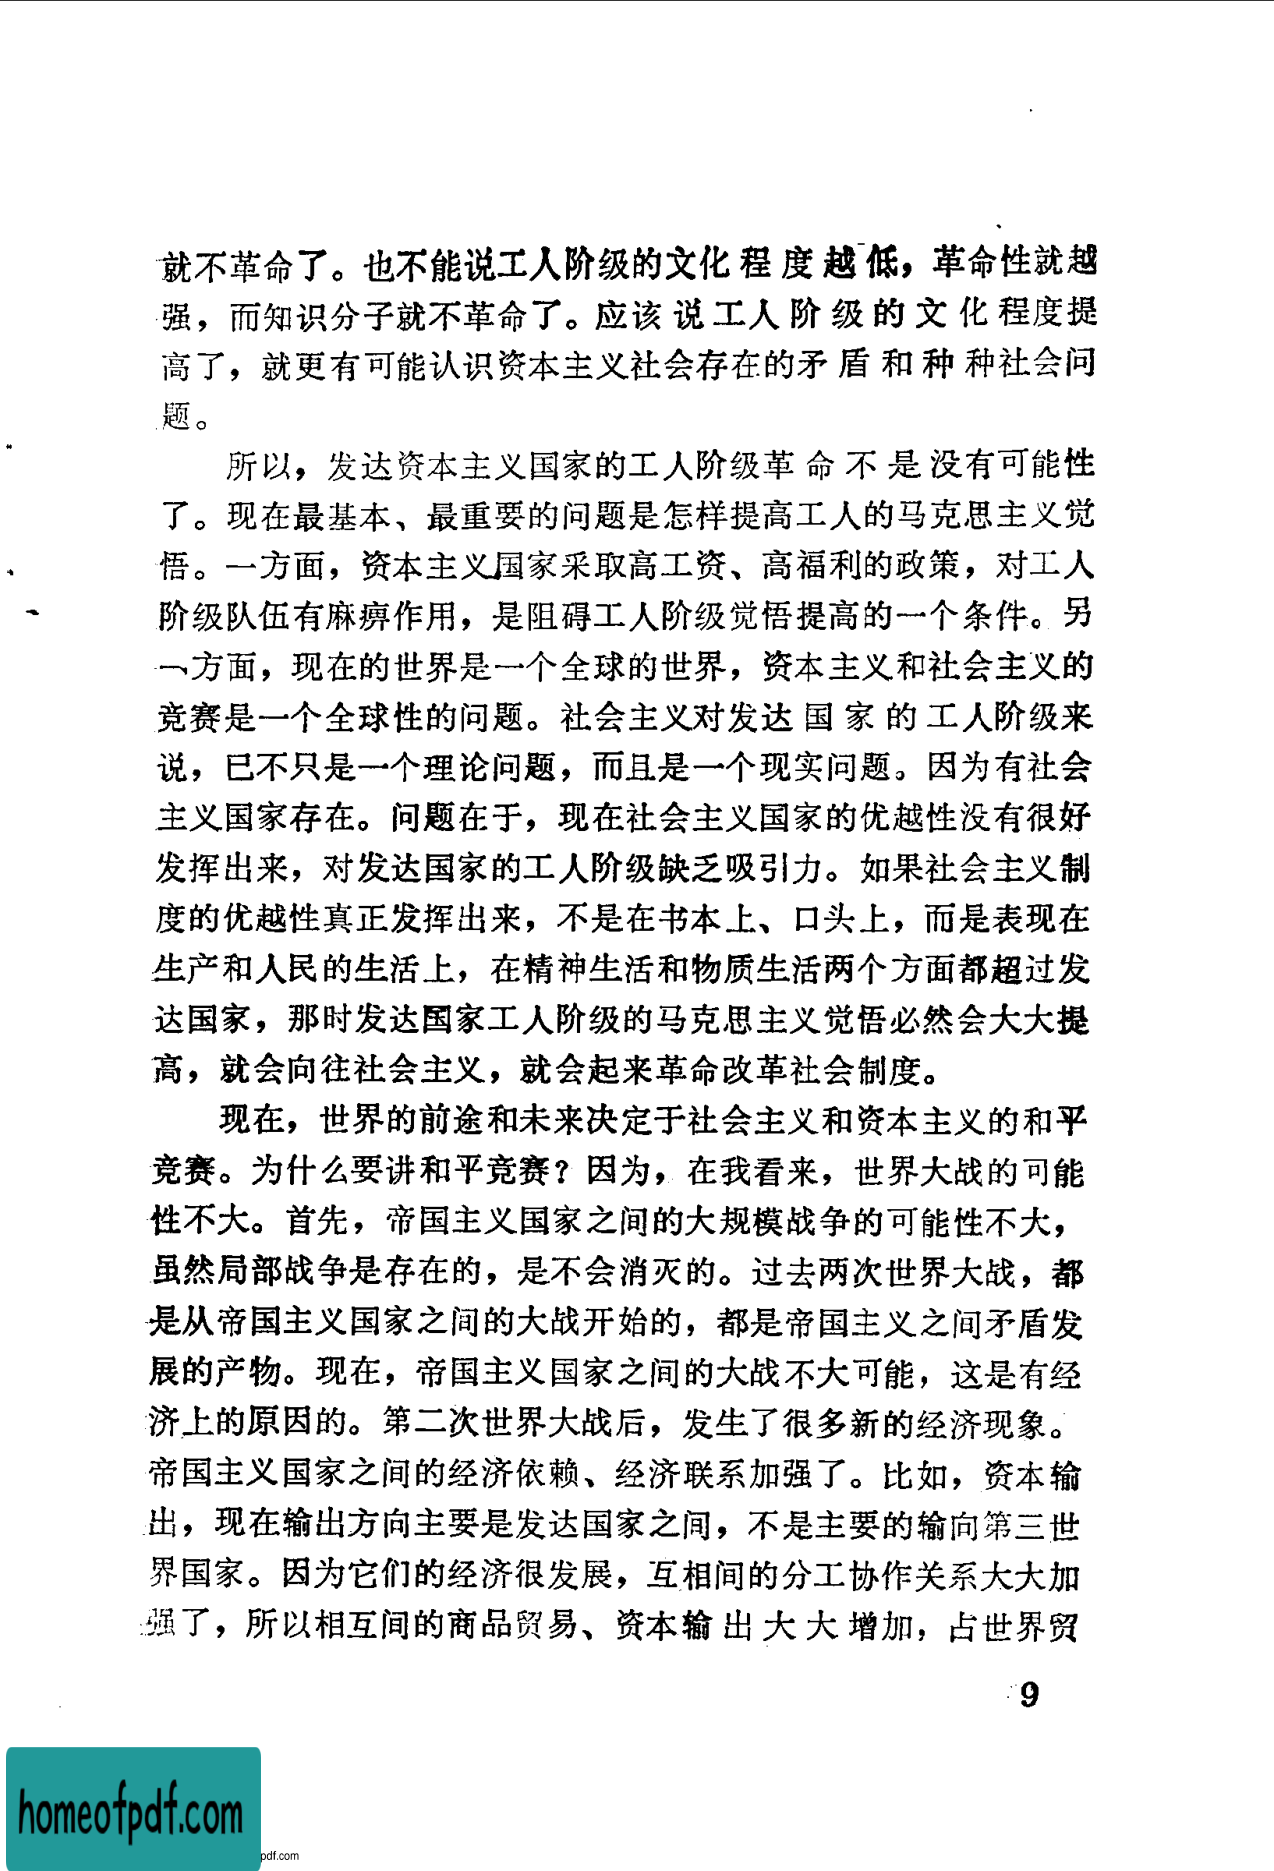 就不革命了。也不能说工人阶级的文化程度越低，革命性就越
强，而知识分子就不革命了。应该说工人阶级的文化程度提
高了，就更有可能认识资本主义社会存在的矛盾和种种社会问
题。
所以，发达资本主义国家的工人阶级革命不是没有可能性
了。现在最基本、最重要的问题是怎样提高工人的马克思主义觉
悟。一方面，资本主义国家采取高工资、高福利的政策，对工人
阶级队伍有麻痹作用，是阻碍工人阶级觉悟提高的一个条件。另
一方面，现在的世界是一个全球的世界，资本主义和社会主义的
竞赛是一个全球性的问题。社会主义对发达国家的工人阶级来
说，已不只是一个理论问题，而且是一个现实问题。因为有社会
主义国家存在。问题在于，现在社会主义国家的优越性没有很好
发挥出来，对发达国家的工人阶级缺乏吸引力。如果社会主义制
度的优越性真正发挥出来，不是在书本上、口头上，而是表现在
生产和人民的生活上，在精神生活和物质生活两个方面都超过发
达国家，那时发达国家工人阶级的马克思主义觉悟必然会大大提
高，就会向往社会主义，就会起来革命改革社会制度。
现在，世界的前途和未来决定于社会主义和资本主义的和平
竞赛。为什么要讲和平竞赛？因为，在我看来，世界大战的可能
性不大。首先，帝国主义国家之间的大规模战争的可能性不大，
虽然局部战争是存在的，是不会消灭的。过去两次世界大战，都
是从帝国主义国家之间的大战开始的，都是帝国主义之间矛盾发
展的产物。现在，帝国主义国家之间的大战不大可能，这是有经
济上的原因的。第二次世界大战后，发生了很多新的经济现象。
帝国主义国家之间的经济依赖、经济联系加强了。比如，资本输
出，现在输出方向主要是发达国家之间，不是主要的输向第三世
界国家。因为它们的经济很发展，互相间的分工协作关系大大加
强了，所以相互间的商品贸易、资本输出大大增加，占世界贸
9
homeofpdf.com
pdf.com